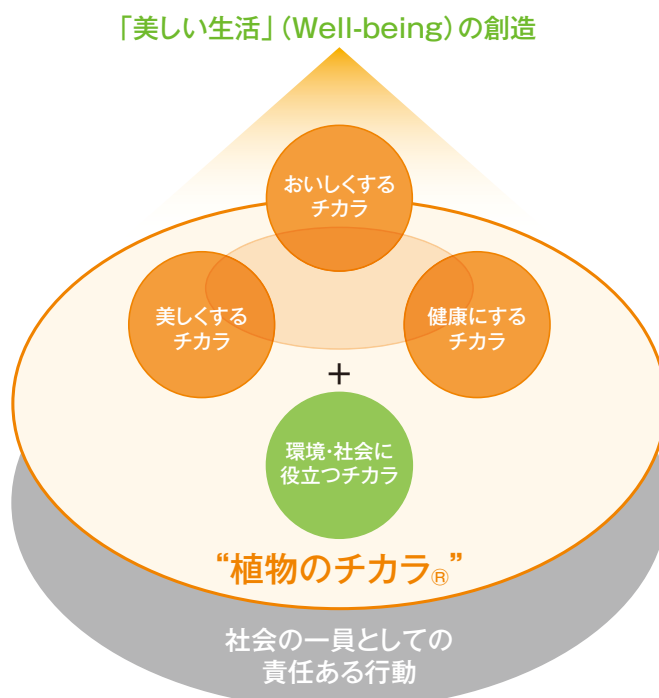 「美しい生活」（Well-being）の創造
おいしくする
チカラ
美しくする
チカラ
健康にする
チカラ
+
環境・社会に
役立つチカラ
“植物のチカラ®”
社会の一員としての
責任ある行動